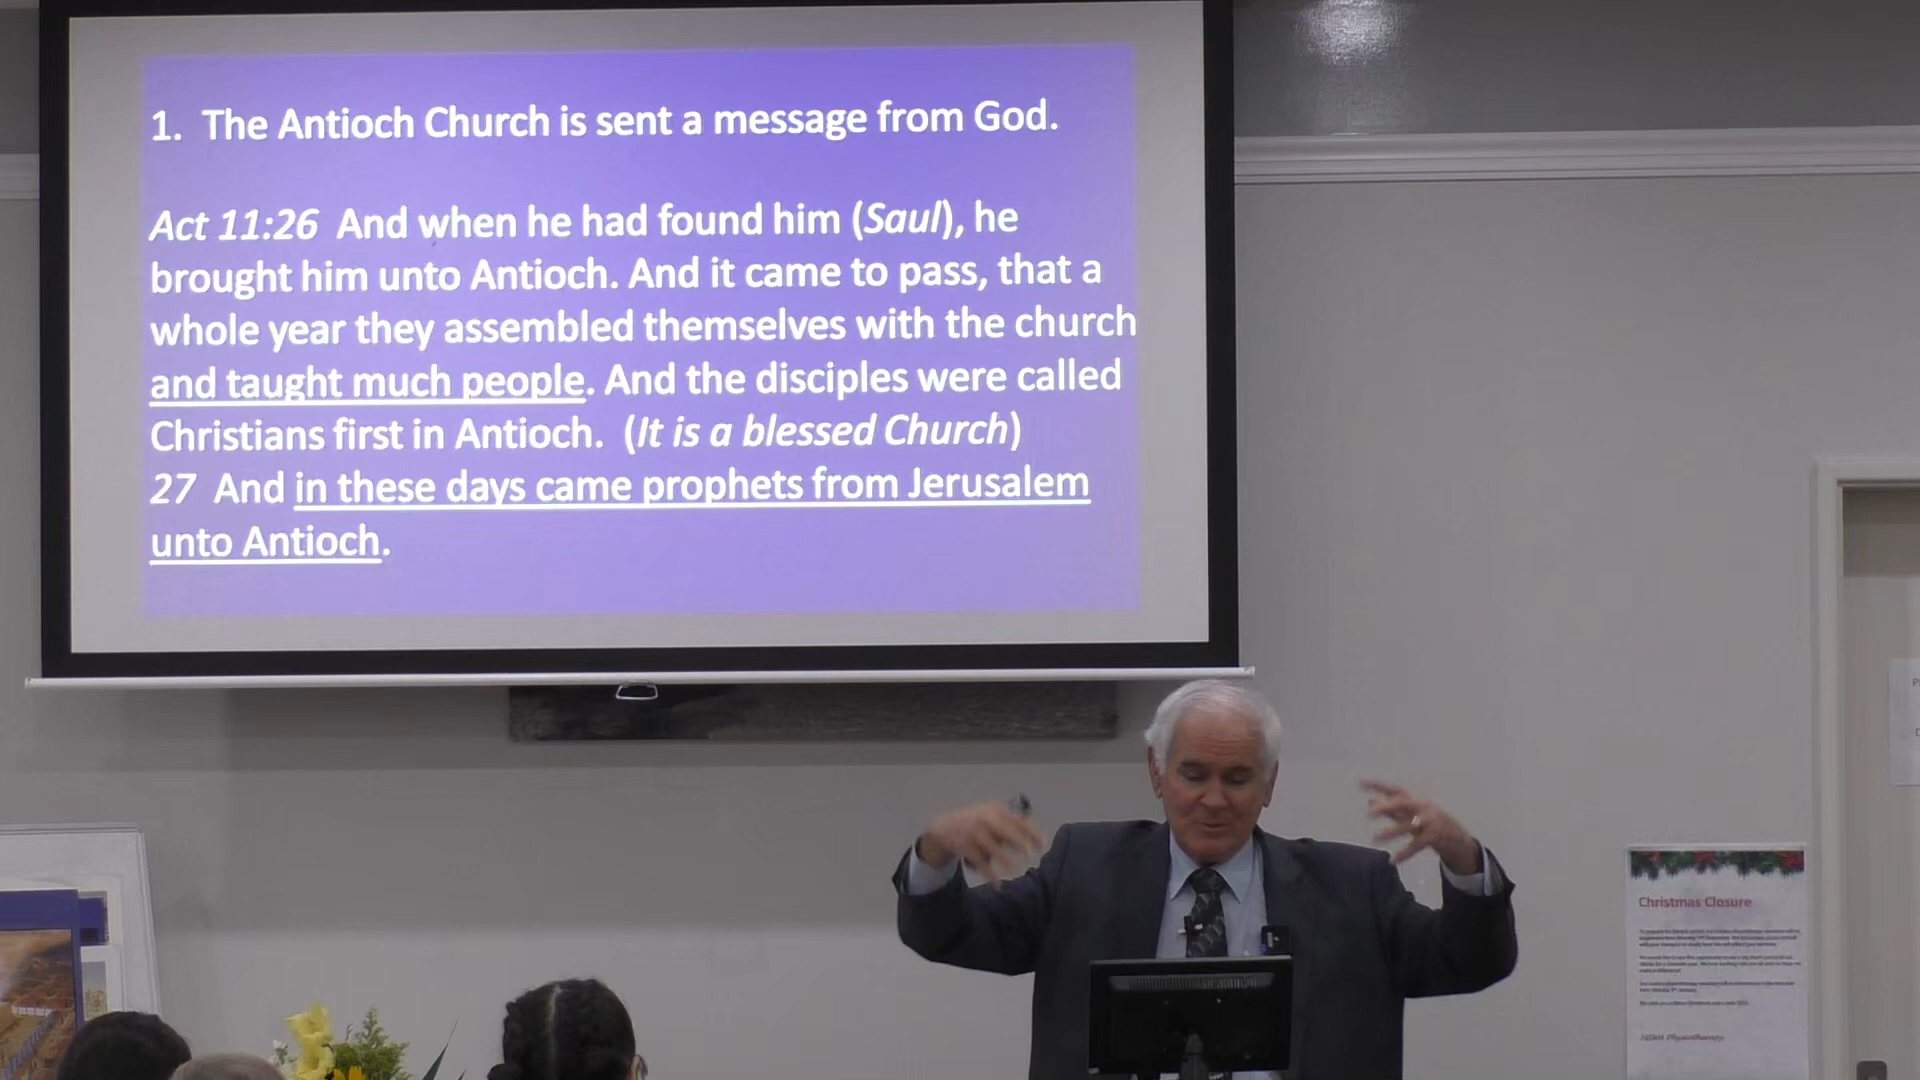 1. The Antioch Church is sent a message from God.
Act 11:26 And when he had found him (Saul), he
brought him unto Antioch. And it came to pass, that a
whole year they assembled themselves with the church
and taught much people. And the disciples were called
Christians first in Antioch. (It is a blessed Church)
27 And in these days came prophets from Jerusalem
unto Antioch.
Christmas Closure